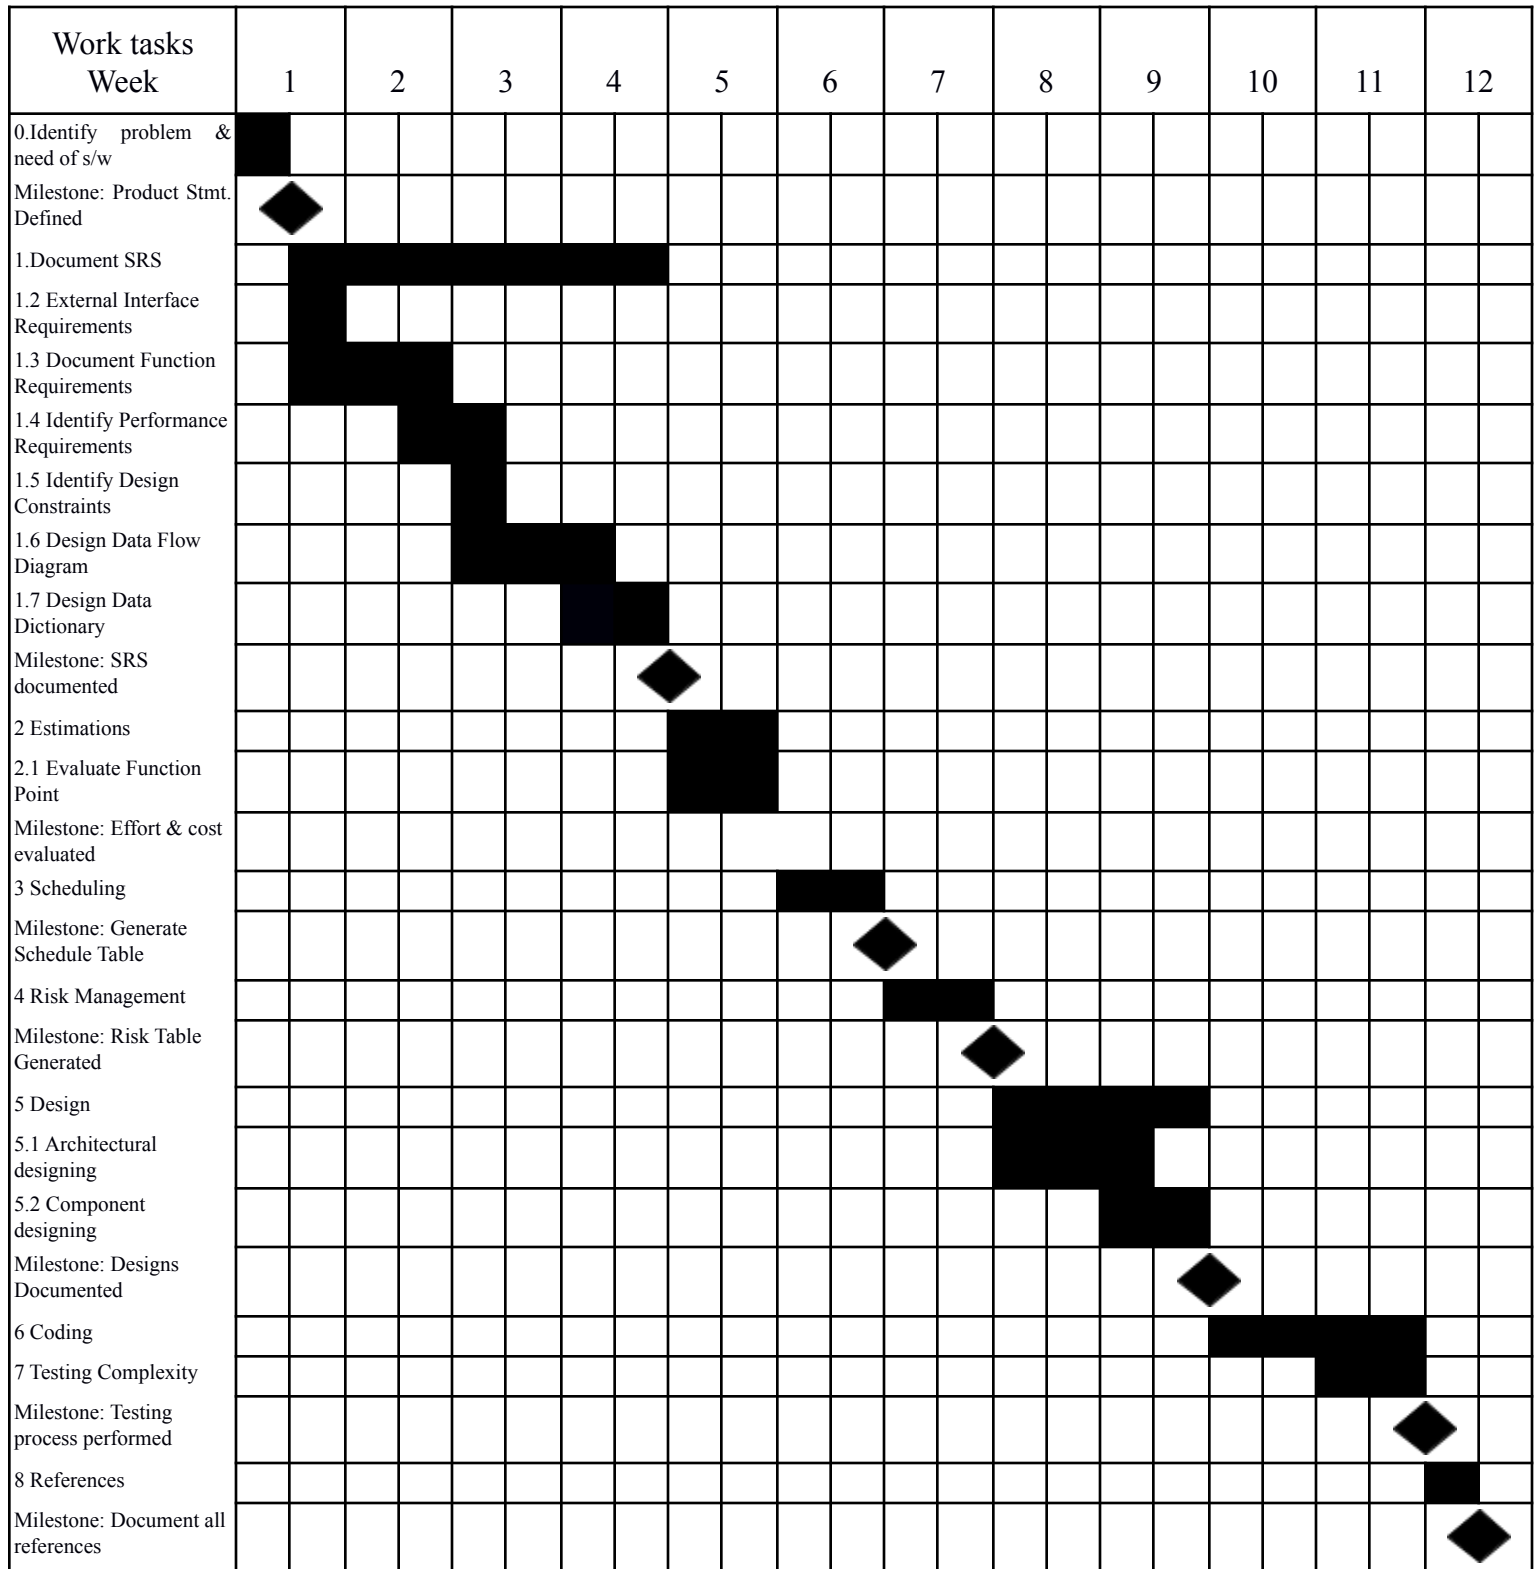 Work tasks
Week
1 2 3 4 5 6 7 8 9 10 11 12
0.Identify problem &
need of s/w
Milestone: Product Stmt.
Defined
1.Document SRS
1.2 External Interface
Requirements
1.3 Document Function
Requirements
1.4 Identify Performance
Requirements
1.5 Identify Design
Constraints
1.6 Design Data Flow
Diagram
1.7 Design Data
Dictionary
Milestone: SRS
documented
2 Estimations
2.1 Evaluate Function
Point
Milestone: Effort & cost
evaluated
3 Scheduling
Milestone: Generate
Schedule Table
4 Risk Management
Milestone: Risk Table
Generated
5 Design
5.1 Architectural
designing
5.2 Component
designing
Milestone: Designs
Documented
6 Coding
7 Testing Complexity
Milestone: Testing
process performed
8 References
Milestone: Document all
references